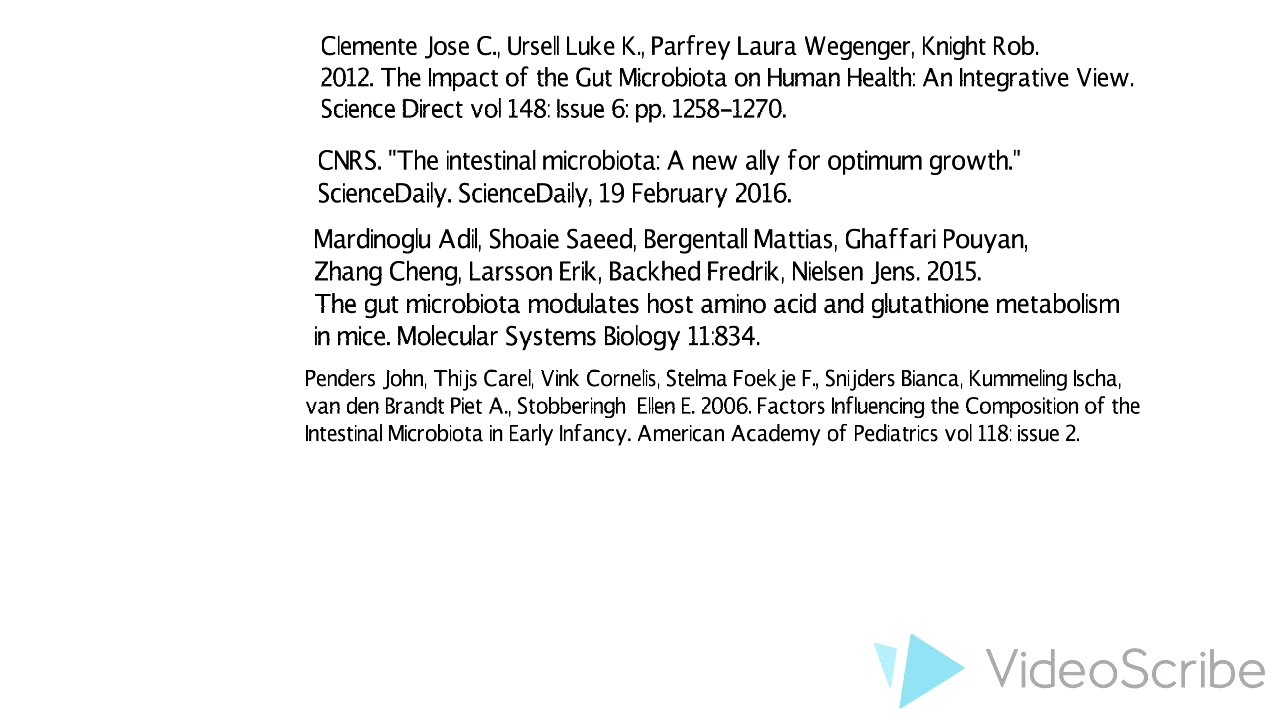 Clemente Jose C., Ursell Luke K., Parfrey Laura Wegenger, Knight Rob.
2012. The Impact of the Gut Microbiota on Human Health: An Integrative View.
Science Direct vol 148: Issue 6: pp. 1258-1270.
CNRS. "The intestinal microbiota: A new ally for optimum growth."
ScienceDaily. ScienceDaily, 19 February 2016.
Mardinoglu Adil, Shoaie Saeed, Bergentall Mattias, Ghaffari Pouyan,
Zhang Cheng, Larsson Erik, Backhed Fredrik, Nielsen Jens. 2015.
The gut microbiota modulates host amino acid and glutathione metabolism
in mice. Molecular Systems Biology 11:834.
Penders John, Thijs Carel, Vink Cornelis, Stelma Foekje F., Snijders Bianca, Kummeling Ischa,
van den Brandt Piet A., Stobberingh Ellen E. 2006. Factors Influencing the Composition of the
Intestinal Microbiota in Early Infancy. American Academy of Pediatrics vol 118: issue 2.
VideoScribe